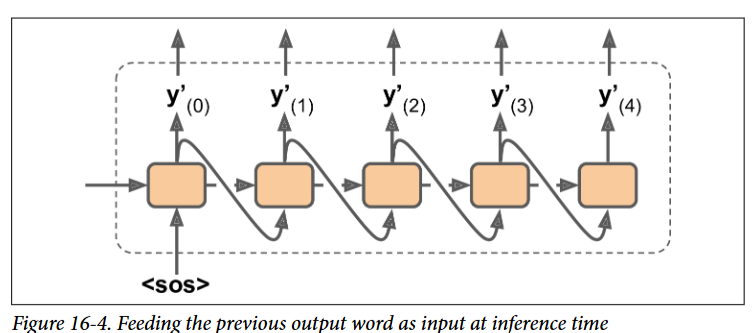 y'(0) y'(1) y'(2) y'(3) y'(4)
<sos>
Figure 16-4. Feeding the previous output word as input at inference time